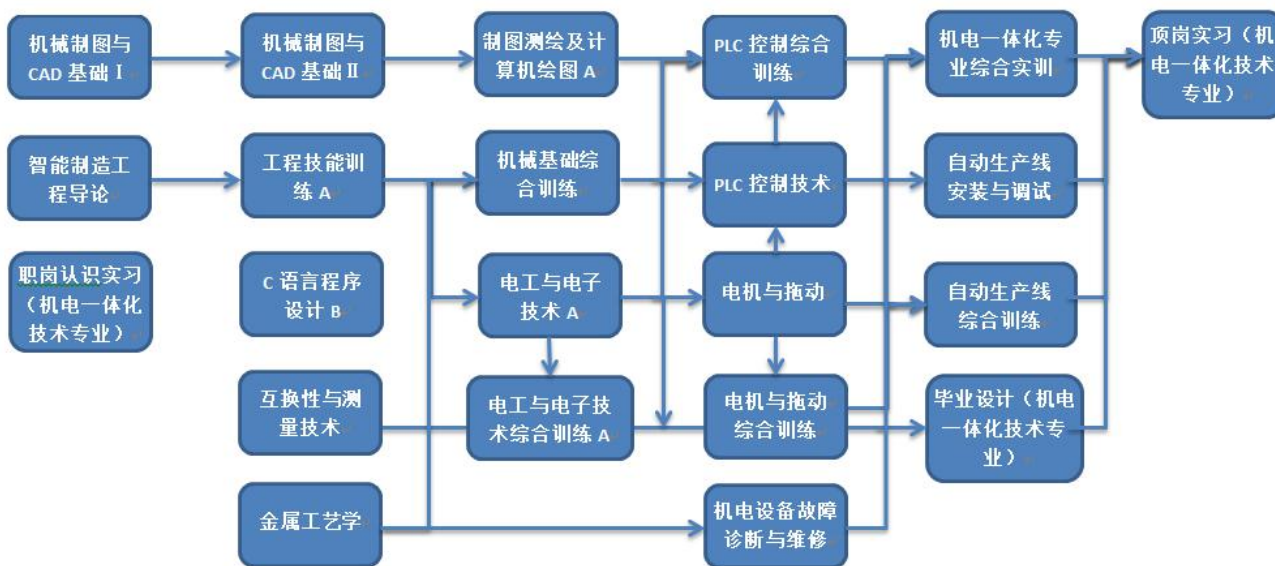 机械制图与
CAD 基础 I
机械制图与
CAD 基础 II
制图测绘及计
算机绘图 A
PLC 控制综合
训练
机电一体化专
业综合实训
顶岗实习（机
电一体化技术
专业）
智能制造工
程导论
工程技能训
练 A
机械基础综
合训练
PLC 控制技术
自动生产线
安装与调试
职岗认识实习
（机电一体化
技术专业）
C 语言程序
设计 B
电工与电子
技术 A
电机与拖动
自动生产线
综合训练
互换性与测
量技术
电工与电子技
术综合训练 A
电机与拖动
综合训练
毕业设计（机电
一体化技术专
业）
金属工艺学
机电设备故障
诊断与维修